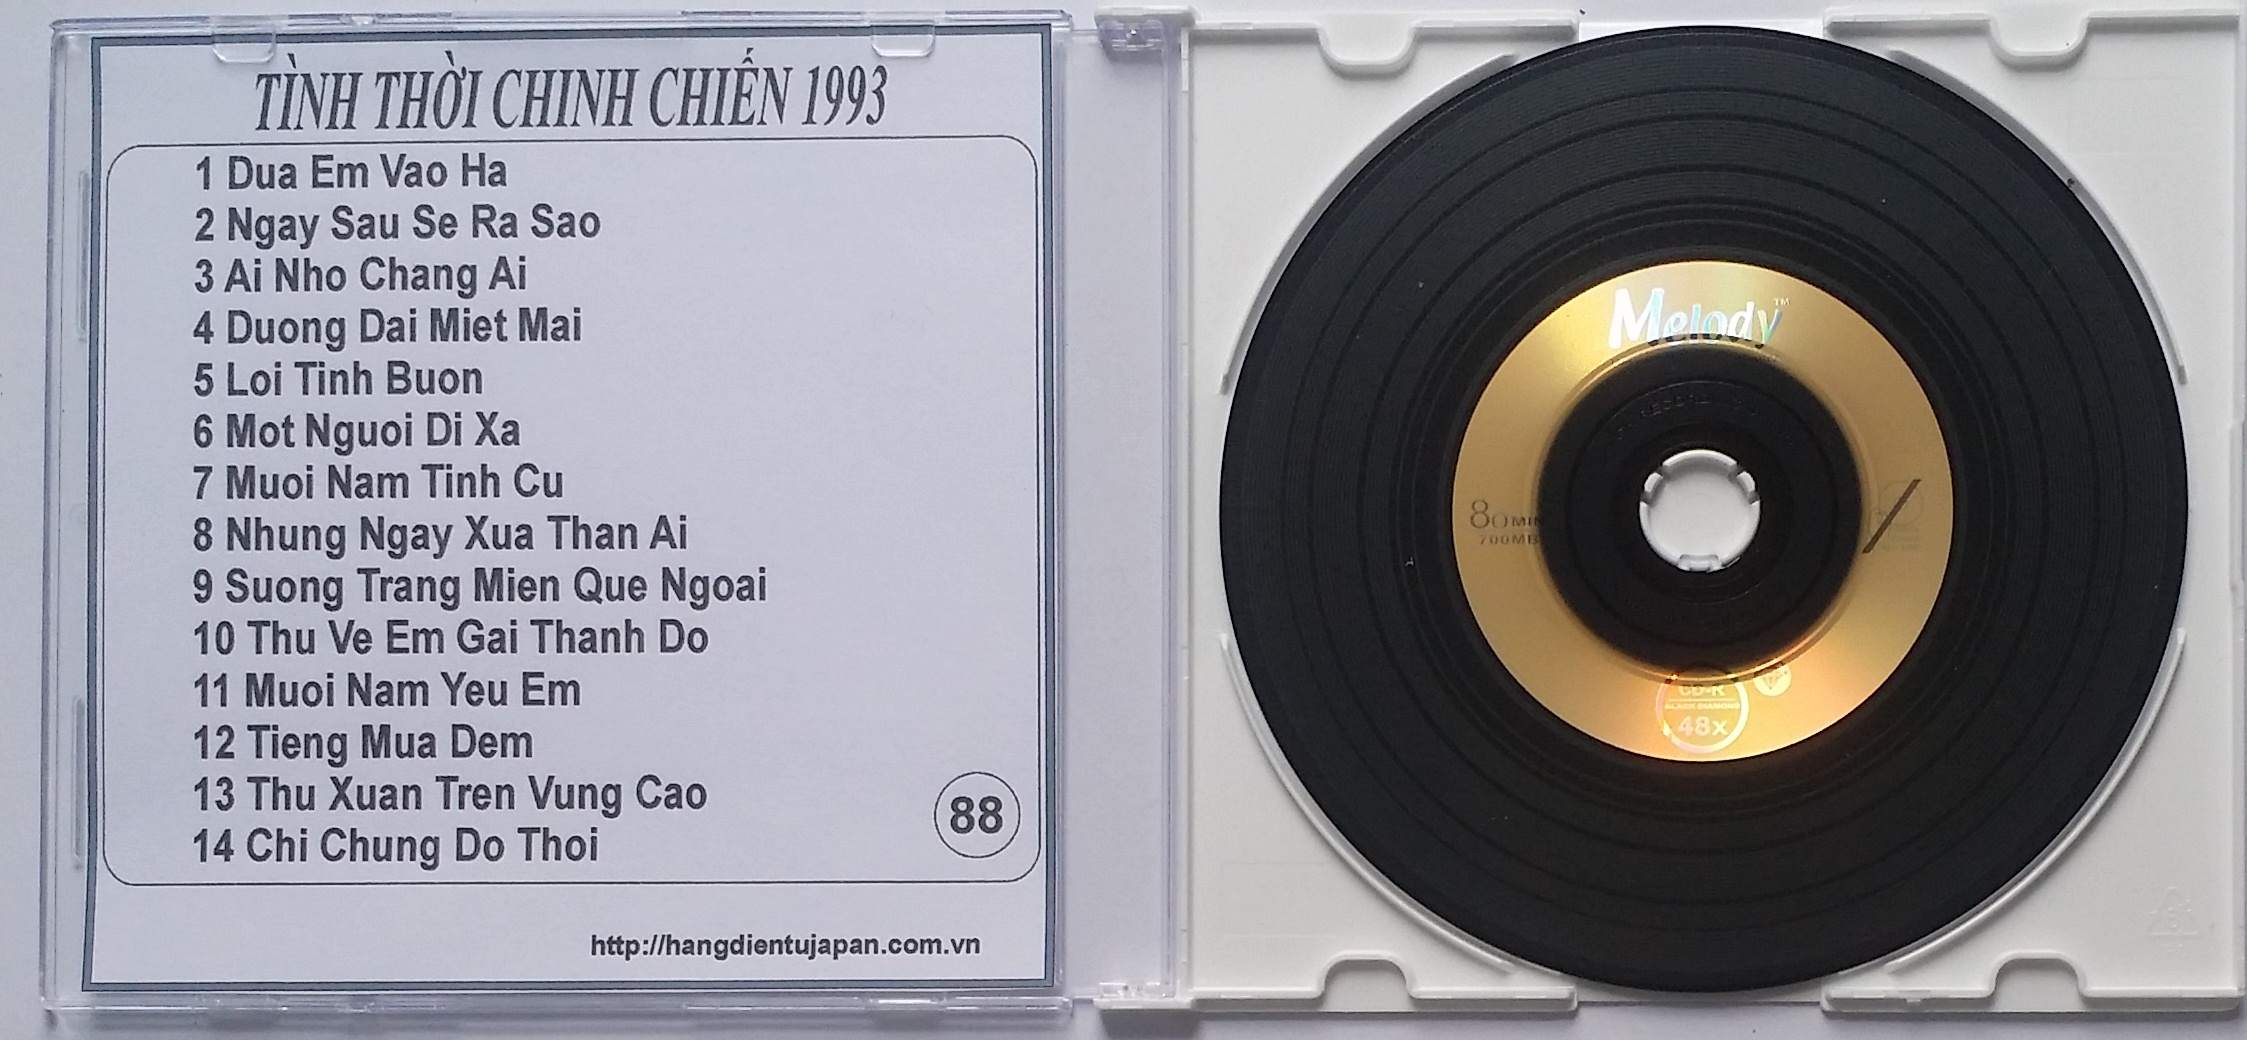 TÌNH THỜI CHINH CHIẾN 1993
1 Dua Em Vao Ha
2 Ngay Sau Se Ra Sao
3 Ai Nho Chang Ai
4 Duong Dai Miet Mai
5 Loi Tinh Buon
6 Mot Nguoi Di Xa
7 Muoi Nam Tinh Cu
8 Nhung Ngay Xua Than Ai
9 Suong Trang Mien Que Ngoai
10 Thu Ve Em Gai Thanh Do
11 Muoi Nam Yeu Em
12 Tieng Mua Dem
13 Thu Xuan Tren Vung Cao
14 Chi Chung Do Thoi
88
http://hangdientujapan.com.vn
Melody™
80 MIN
700MB
CD-R
BLACK DIAMOND
48x